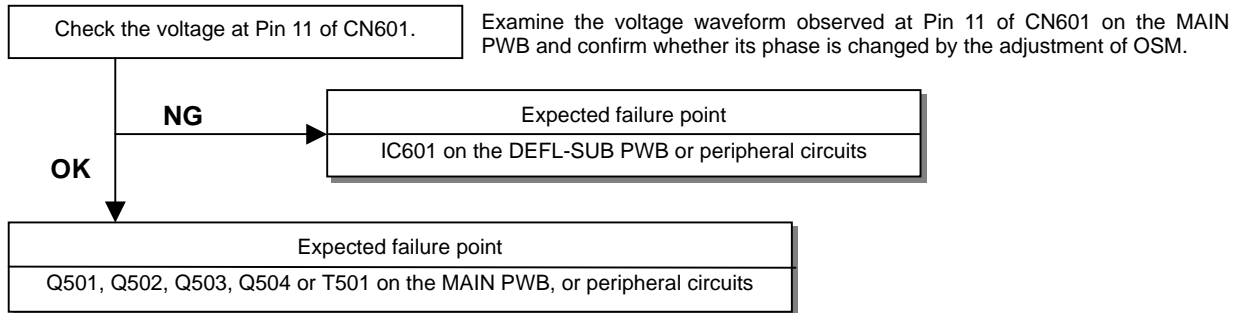 Check the voltage at Pin 11 of CN601.
Examine the voltage waveform observed at Pin 11 of CN601 on the MAIN
PWB and confirm whether its phase is changed by the adjustment of OSM.
NG
Expected failure point
IC601 on the DEFL-SUB PWB or peripheral circuits
OK
Expected failure point
Q501, Q502, Q503, Q504 or T501 on the MAIN PWB, or peripheral circuits